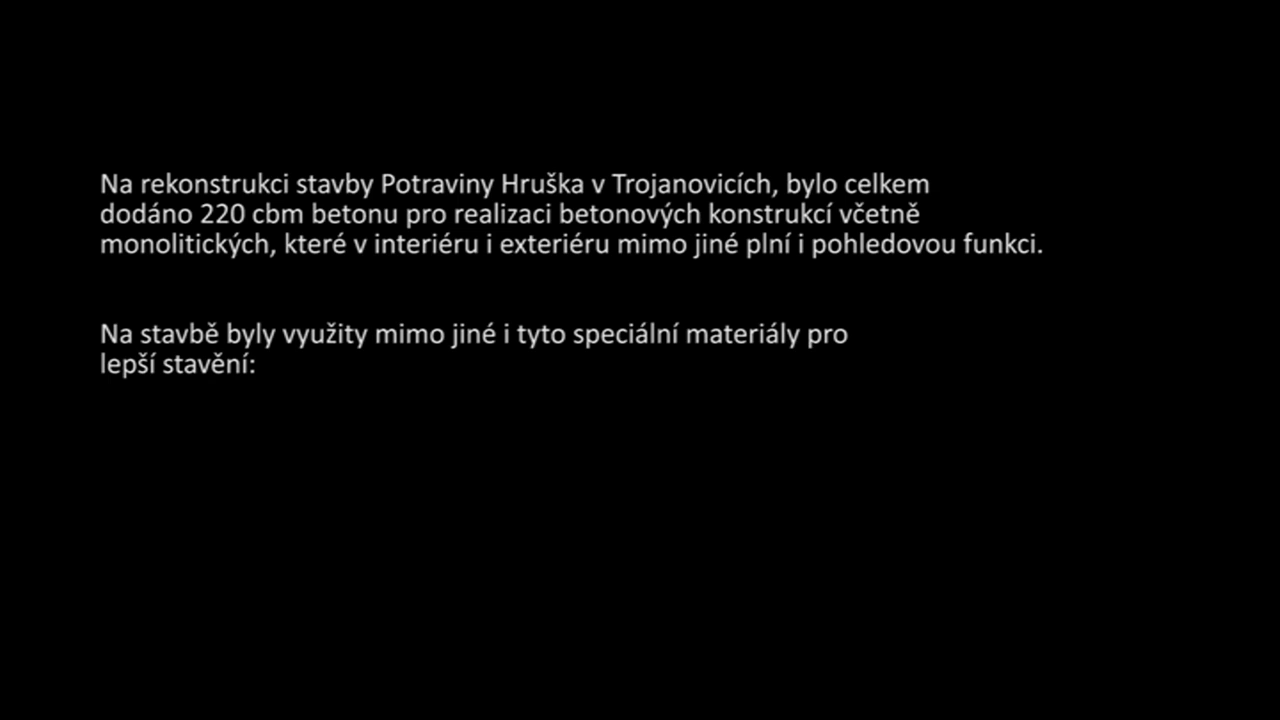 Na rekonstrukci stavby Potraviny Hruška v Trojanovicích, bylo celkem
dodáno 220 cbm betonu pro realizaci betonových konstrukcí včetně
monolitických, které v interiéru i exteriéru mimo jiné plní i pohledovou funkci.
Na stavbě byly využity mimo jiné i tyto speciální materiály pro
lepší stavění: